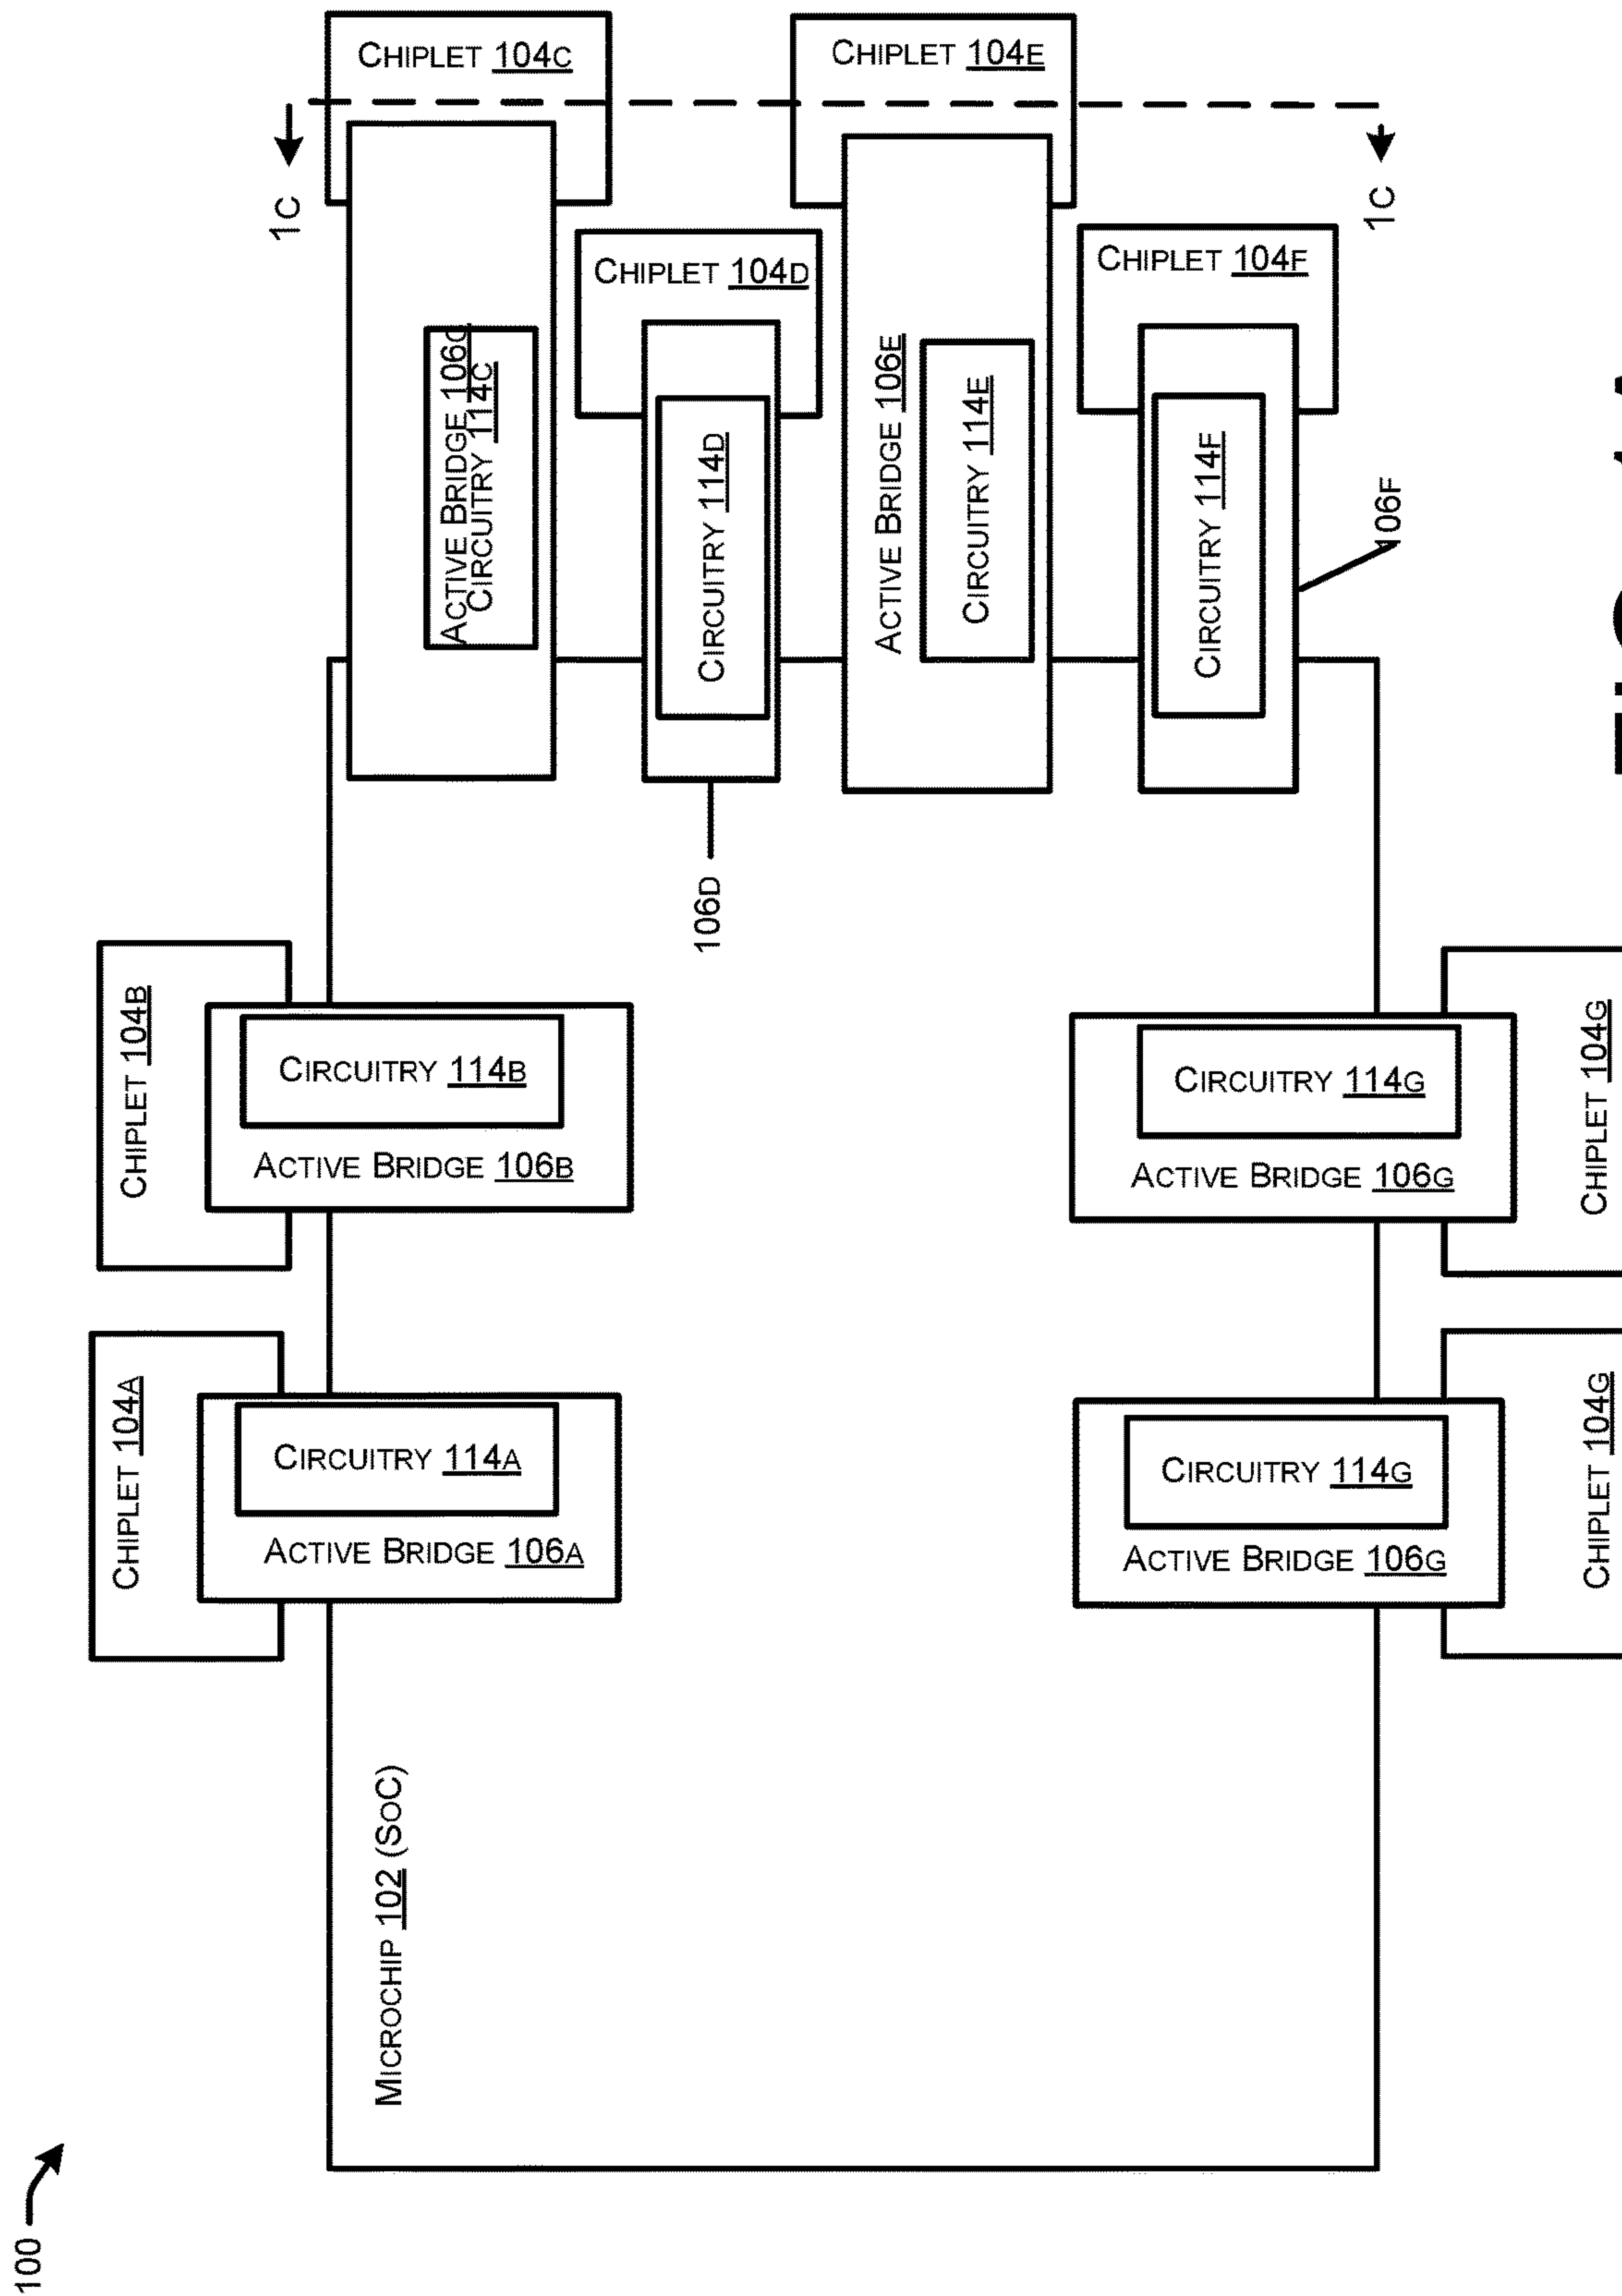 100
CHIPLET 104C
CHIPLET 104E
1C
1C
CHIPLET 104D
CHIPLET 104F
ACTIVE BRIDGE 106C
CIRCUITRY 114C
CIRCUITRY 114D
ACTIVE BRIDGE 106E
CIRCUITRY 114E
CIRCUITRY 114F
106F
106D
CHIPLET 104B
CIRCUITRY 114B
ACTIVE BRIDGE 106B
CIRCUITRY 114G
ACTIVE BRIDGE 106G
CHIPLET 104G
CHIPLET 104A
CIRCUITRY 114A
ACTIVE BRIDGE 106A
CIRCUITRY 114G
ACTIVE BRIDGE 106G
CHIPLET 104G
MICROCHIP 102 (SOC)